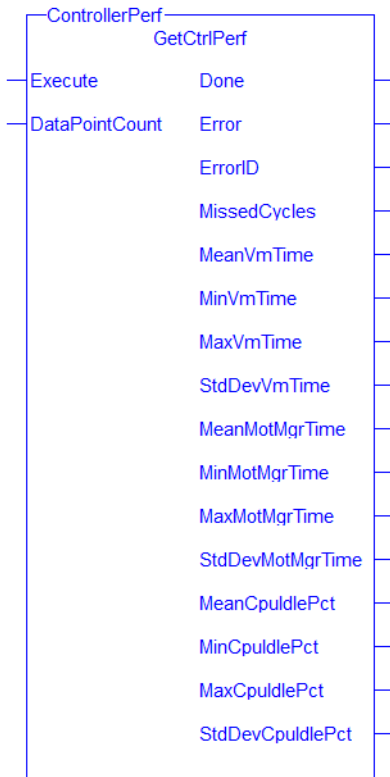 ControllerPerf
GetCtrlPerf
Execute Done
DataPointCount Error
ErrorID
MissedCycles
MeanVmTime
MinVmTime
MaxVmTime
StdDevVmTime
MeanMotMgrTime
MinMotMgrTime
MaxMotMgrTime
StdDevMotMgrTime
MeanCpuIdlePct
MinCpuIdlePct
MaxCpuIdlePct
StdDevCpuIdlePct